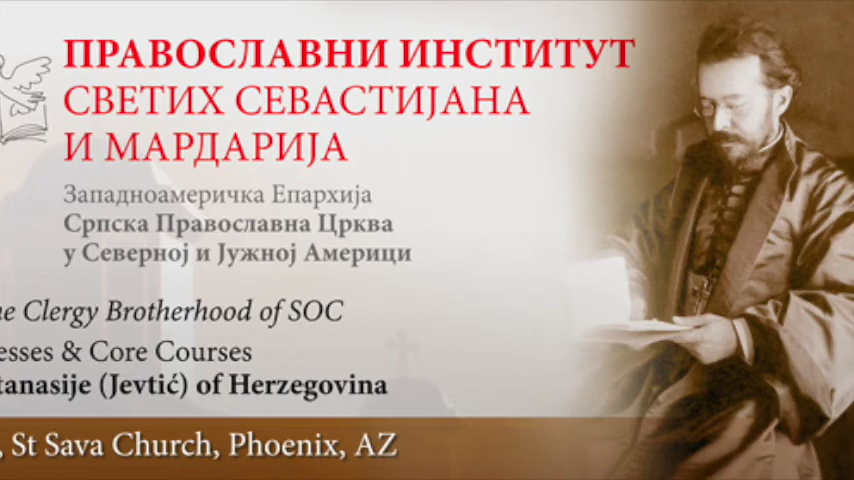 ПРАВОСЛАВНИ ИНСТИТУТ
СВЕТИХ СЕВАСТИЈАНА
И МАРДАРИЈА
Западноамеричка Епархија
Српска Православна Црква
у Северној и Јужној Америци
Clergy Brotherhood of SOC
& Core Courses
(Jevtić) of Herzegovina
, St Sava Church, Phoenix, AZ